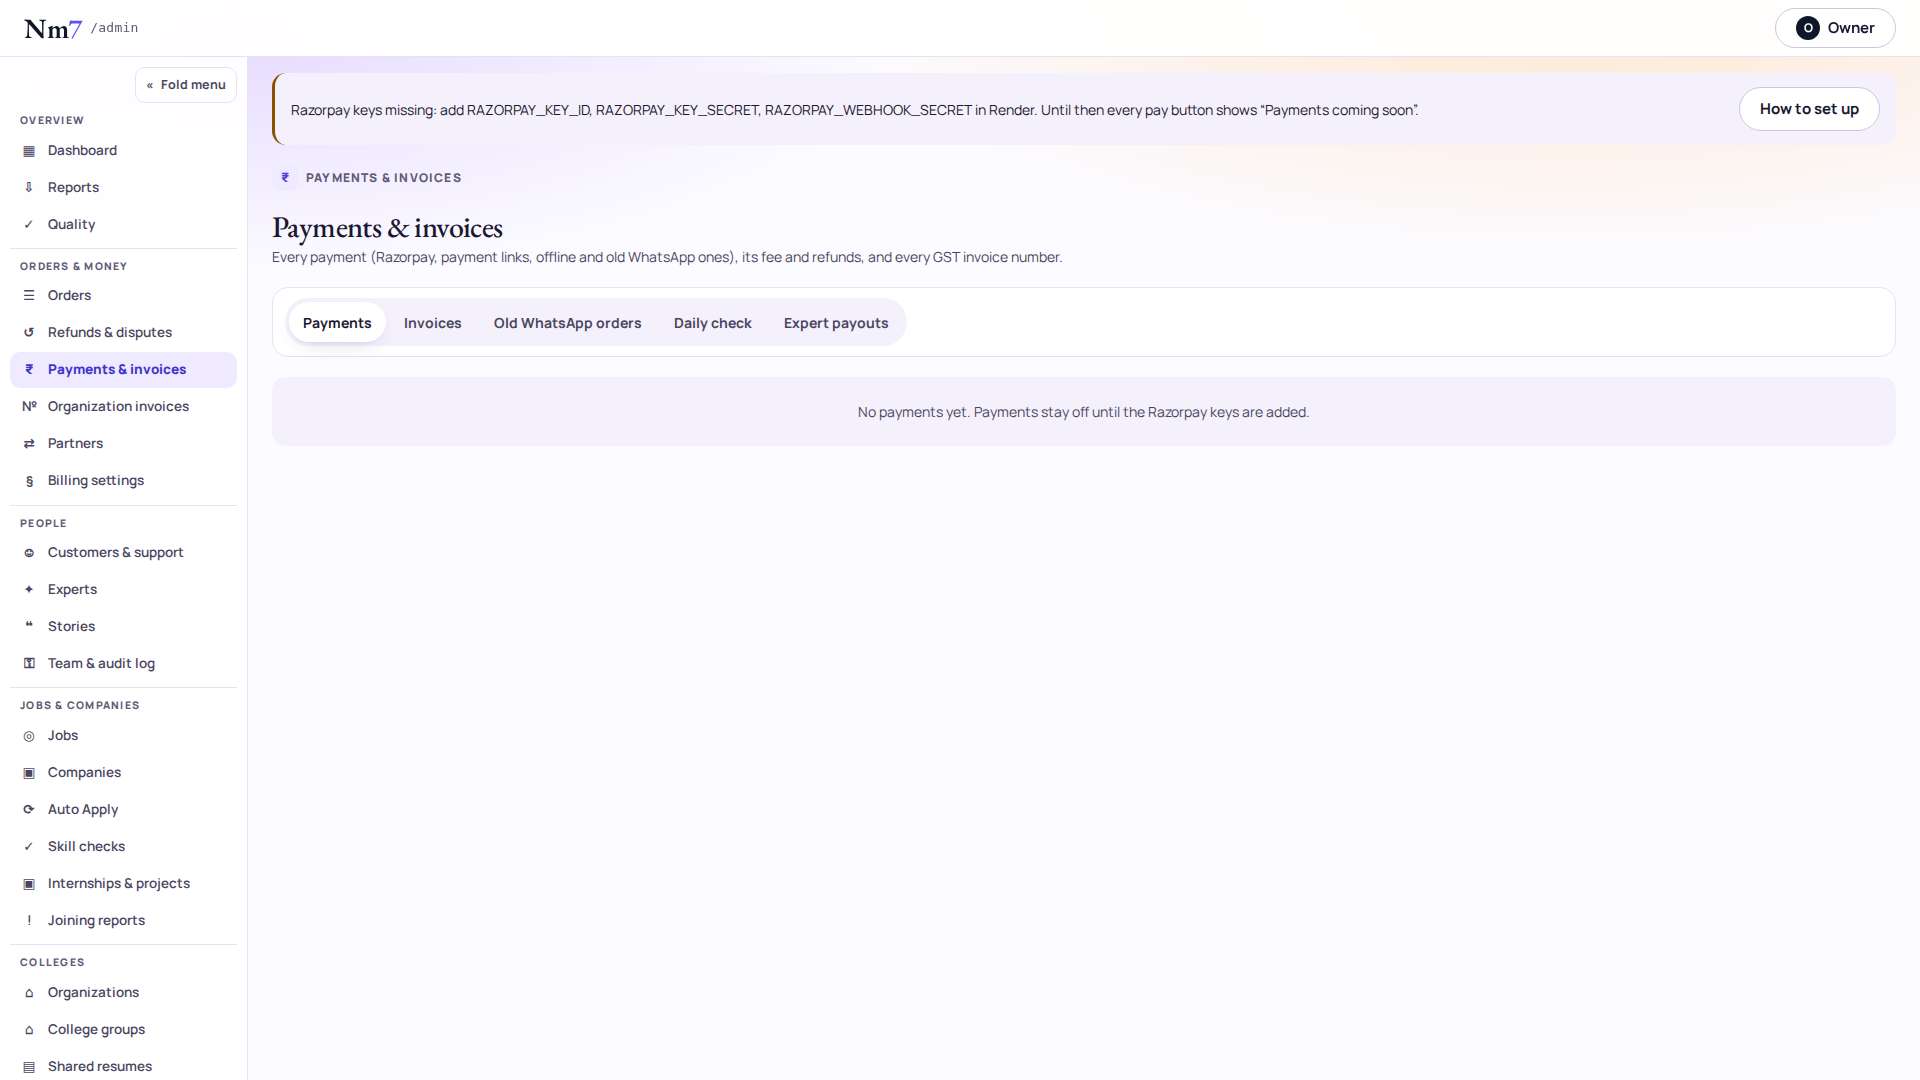 Nm7 /admin
O Owner
« Fold menu
OVERVIEW
Dashboard
Reports
Quality
ORDERS & MONEY
Orders
Refunds & disputes
₹ Payments & invoices
Nº Organization invoices
Partners
§ Billing settings
PEOPLE
Customers & support
Experts
Stories
Team & audit log
JOBS & COMPANIES
Jobs
Companies
Auto Apply
Skill checks
Internships & projects
! Joining reports
COLLEGES
Organizations
College groups
Shared resumes
Razorpay keys missing: add RAZORPAY_KEY_ID, RAZORPAY_KEY_SECRET, RAZORPAY_WEBHOOK_SECRET in Render. Until then every pay button shows “Payments coming soon”.
How to set up
₹ PAYMENTS & INVOICES
Payments & invoices
Every payment (Razorpay, payment links, offline and old WhatsApp ones), its fee and refunds, and every GST invoice number.
Payments Invoices Old WhatsApp orders Daily check Expert payouts
No payments yet. Payments stay off until the Razorpay keys are added.